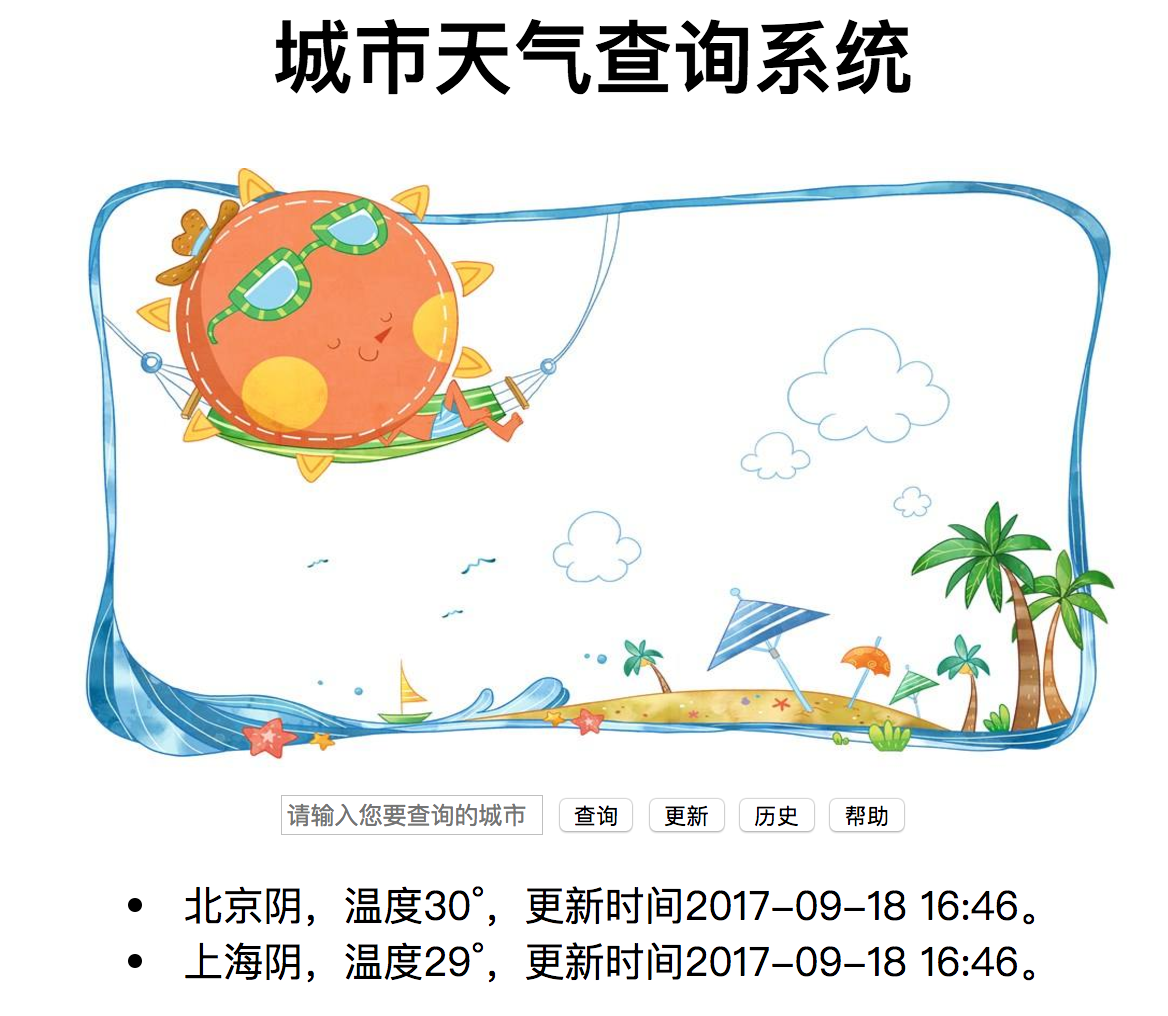 城市天气查询系统
请输入您要查询的城市 查询 更新 历史 帮助
• 北京阴，温度30°，更新时间2017-09-18 16:46。
• 上海阴，温度29°，更新时间2017-09-18 16:46。